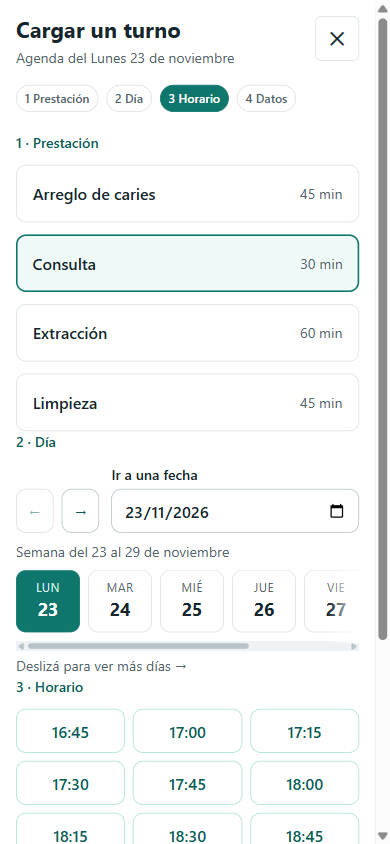 Cargar un turno
Agenda del Lunes 23 de noviembre
1 Prestación 2 Día 3 Horario 4 Datos
1 · Prestación
Arreglo de caries 45 min
Consulta 30 min
Extracción 60 min
Limpieza 45 min
2 · Día
Ir a una fecha
← → 23/11/2026
Semana del 23 al 29 de noviembre
LUN MAR MIÉ JUE VIE
23 24 25 26 27
Deslizá para ver más días →
3 · Horario
16:45 17:00 17:15
17:30 17:45 18:00
18:15 18:30 18:45